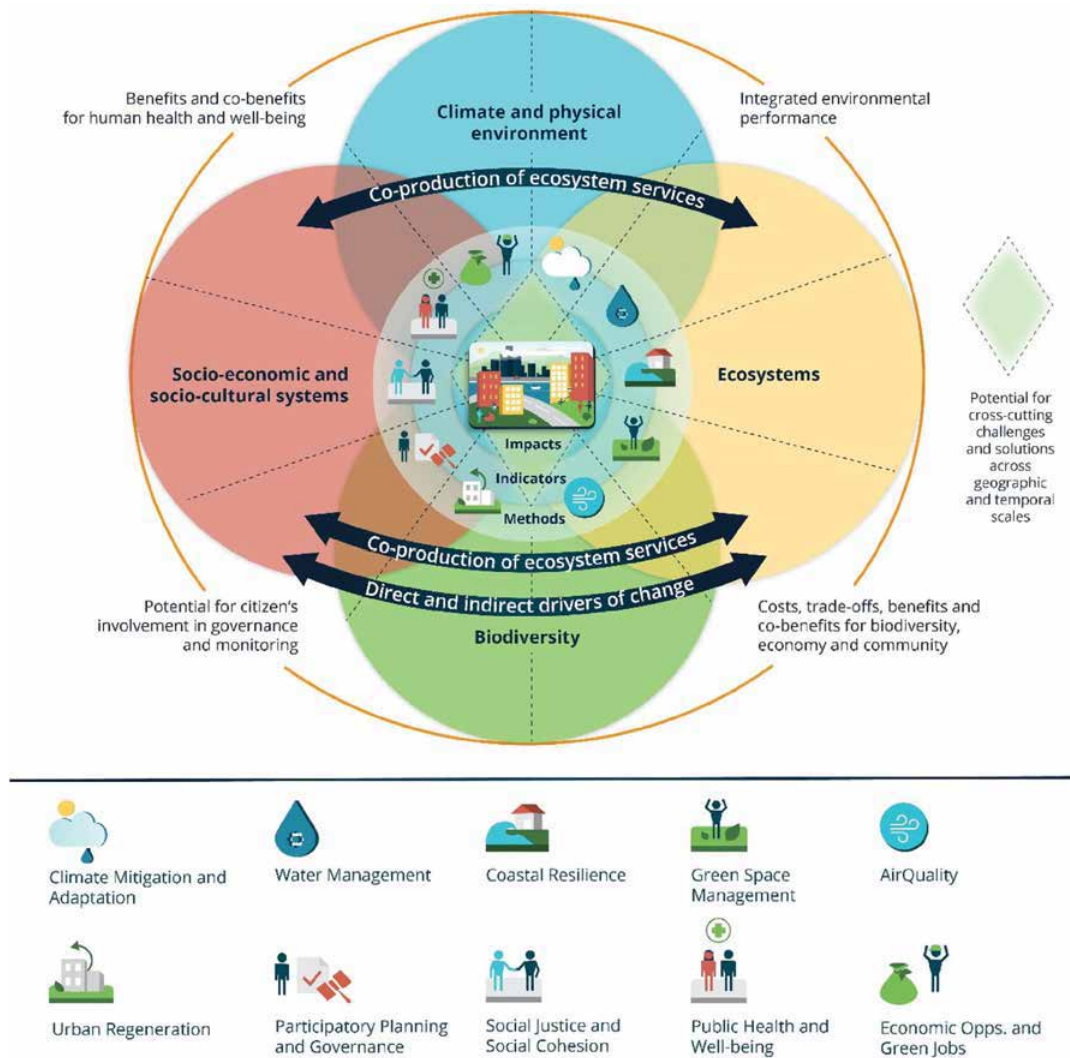 Benefits and co-benefits
for human health and well-being
Climate and physical
environment
Integrated environmental
performance
Co-production of ecosystem services
Socio-economic and
socio-cultural systems
Ecosystems
Impacts
Indicators
Methods
Potential for
cross-cutting
challenges
and solutions
across
geographic
and temporal
scales
Co-production of ecosystem services
Direct and indirect drivers of change
Biodiversity
Potential for citizen's
involvement in governance
and monitoring
Costs, trade-offs, benefits and
co-benefits for biodiversity,
economy and community
Climate Mitigation and
Adaptation
Water Management
Coastal Resilience
Green Space
Management
AirQuality
Urban Regeneration
Participatory Planning
and Governance
Social Justice and
Social Cohesion
Public Health and
Well-being
Economic Opps. and
Green Jobs